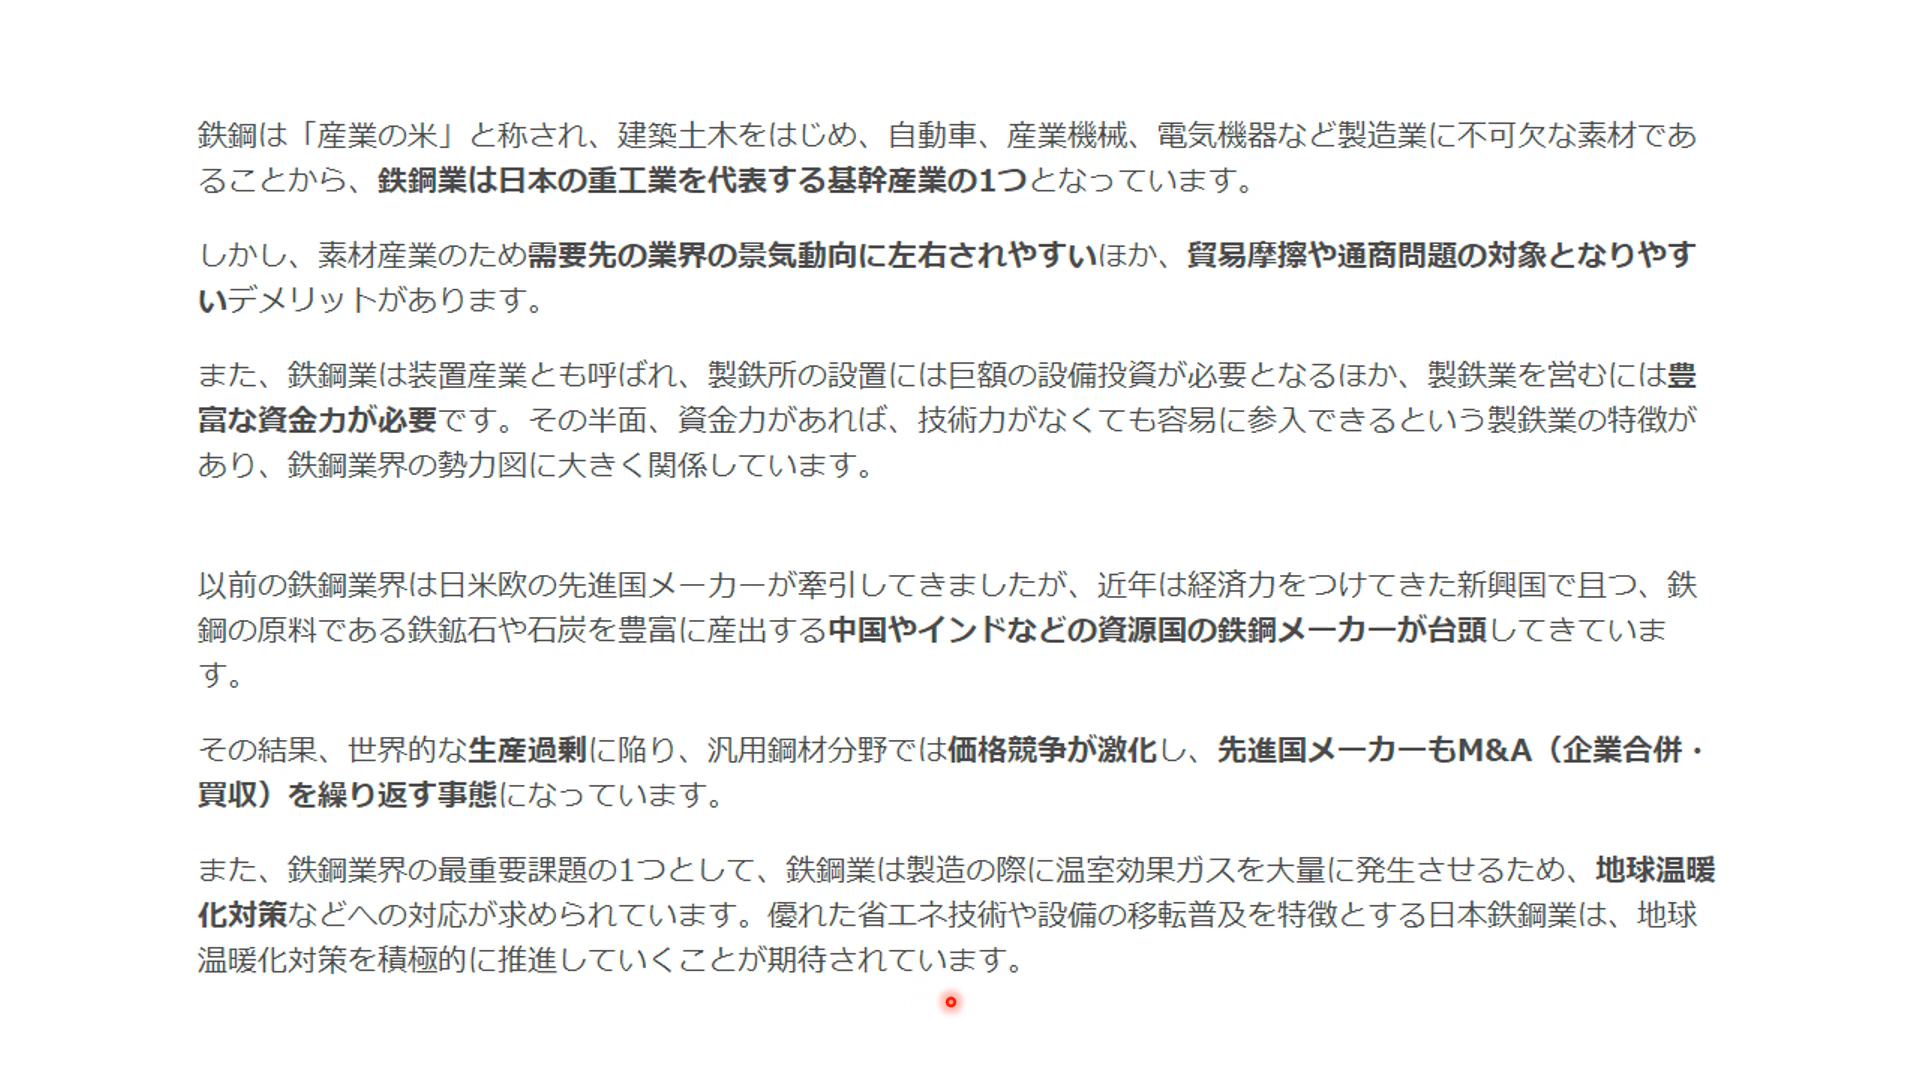 鉄鋼は「産業の米」と称され、建築土木をはじめ、自動車、産業機械、電気機器など製造業に不可欠な素材であ
ることから、鉄鋼業は日本の重工業を代表する基幹産業の1つとなっています。
しかし、素材産業のため需要先の業界の景気動向に左右されやすいほか、貿易摩擦や通商問題の対象となりやす
いデメリットがあります。
また、鉄鋼業は装置産業とも呼ばれ、製鉄所の設置には巨額の設備投資が必要となるほか、製鉄業を営むには豊
富な資金力が必要です。その半面、資金力があれば、技術力がなくても容易に参入できるという製鉄業の特徴が
あり、鉄鋼業界の勢力図に大きく関係しています。
以前の鉄鋼業界は日米欧の先進国メーカーが牽引してきましたが、近年は経済力をつけてきた新興国で且つ、鉄
鋼の原料である鉄鉱石や石炭を豊富に産出する中国やインドなどの資源国の鉄鋼メーカーが台頭してきていま
す。
その結果、世界的な生産過剰に陥り、汎用鋼材分野では価格競争が激化し、先進国メーカーもM&A（企業合併・
買収）を繰り返す事態になっています。
また、鉄鋼業界の最重要課題の1つとして、鉄鋼業は製造の際に温室効果ガスを大量に発生させるため、地球温暖
化対策などへの対応が求められています。優れた省エネ技術や設備の移転普及を特徴とする日本鉄鋼業は、地球
温暖化対策を積極的に推進していくことが期待されています。